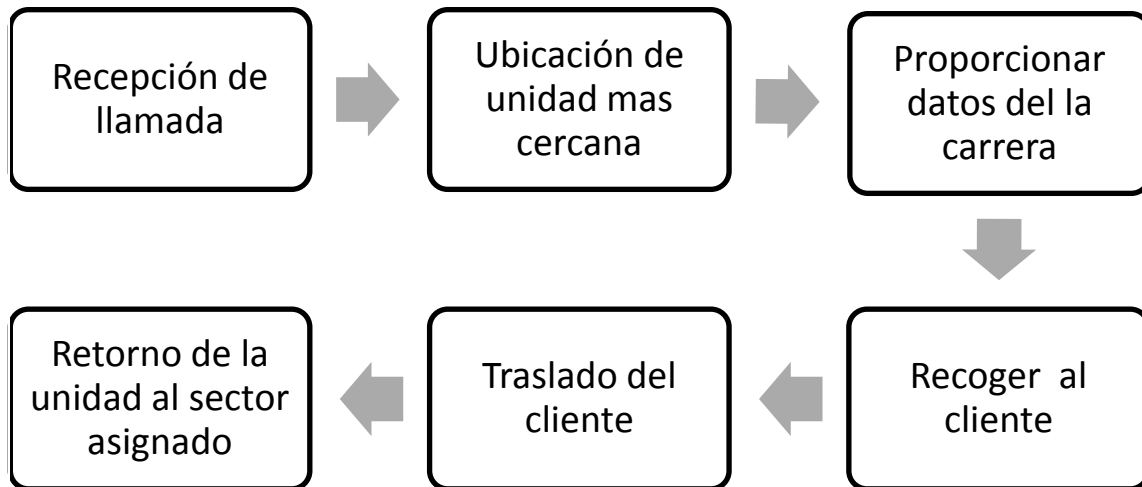 Recepción de
llamada
Ubicación de
unidad mas
cercana
Proporcionar
datos del la
carrera
Recoger al
cliente
Traslado del
cliente
Retorno de la
unidad al sector
asignado